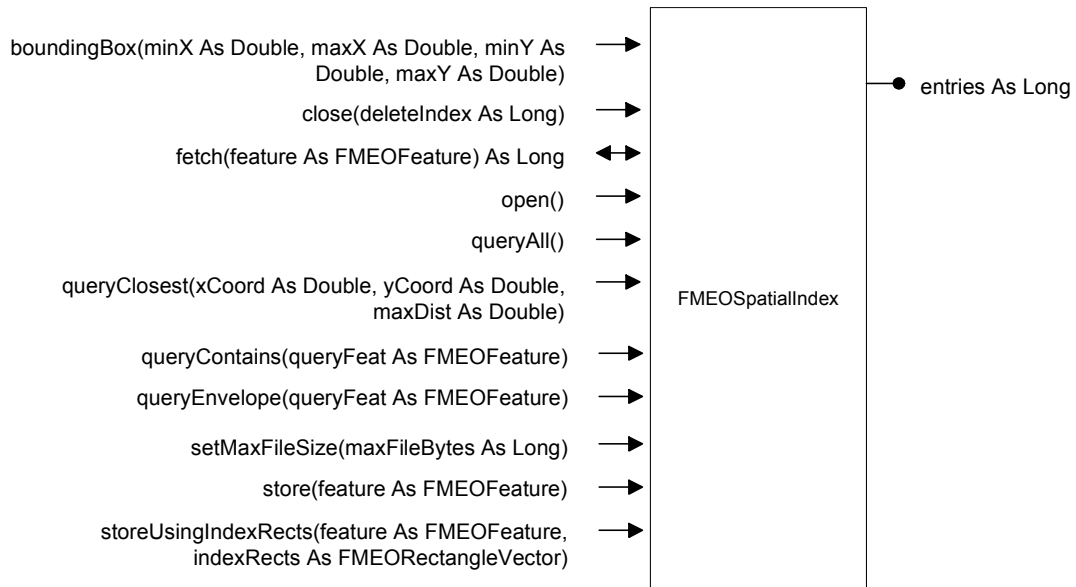 boundingBox(minX As Double, maxX As Double, minY As
Double, maxY As Double)
entries As Long
close(deleteIndex As Long)
fetch(feature As FMEOFeature) As Long
open()
queryAll()
queryClosest(xCoord As Double, yCoord As Double,
maxDist As Double)
FMEOSpatialIndex
queryContains(queryFeat As FMEOFeature)
queryEnvelope(queryFeat As FMEOFeature)
setMaxFileSize(maxFileBytes As Long)
store(feature As FMEOFeature)
storeUsingIndexRects(feature As FMEOFeature,
indexRects As FMEORectangleVector)